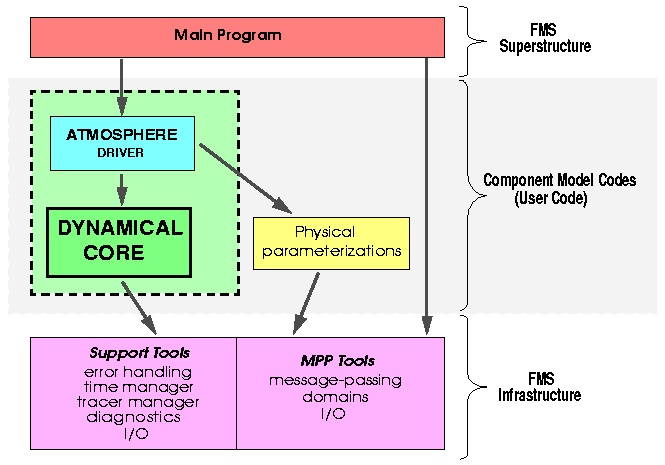 Main Program
FMS
Superstructure
ATMOSPHERE
DRIVER
DYNAMICAL
CORE
Physical
parameterizations
Component Model Codes
(User Code)
Support Tools
error handling
time manager
tracer manager
diagnostics
I/O
MPP Tools
message-passing
domains
I/O
FMS
Infrastructure